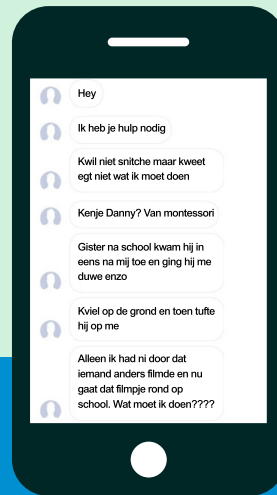 Hey
Ik heb je hulp nodig
Kwil niet snitche maar kweet
egt niet wat ik moet doen
Kenje Danny? Van montessori
Gister na school kwam hij in
eens na mij toe en ging hij me
duwe enzo
Kviel op de grond en toen tufte
hij op me
Alleen ik had ni door dat
iemand anders filmde en nu
gaat dat filmpje rond op
school. Wat moet ik doen????